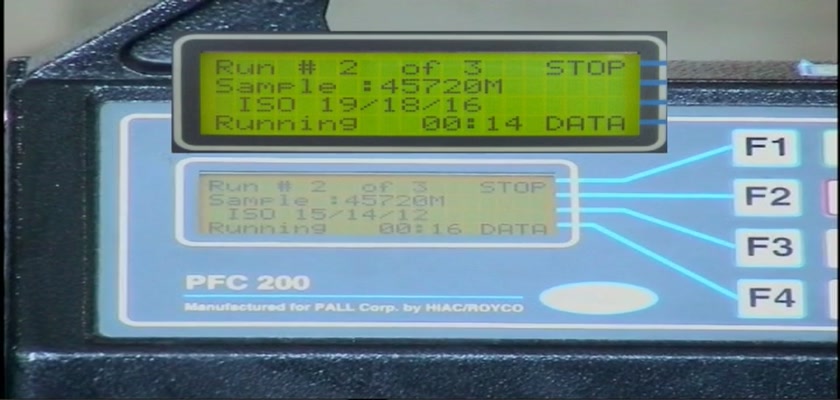 Run # 2 of 3 STOP
Sample :45720M
ISO 19/18/16
Running 00:14 DATA
Run # 2 of 3 STOP
Sample :45720M
ISO 15/14/12
Running 00:16 DATA
F1
F2
F3
F4
PFC 200
Manufactured for PALL Corp. by HIAC/ROYCO